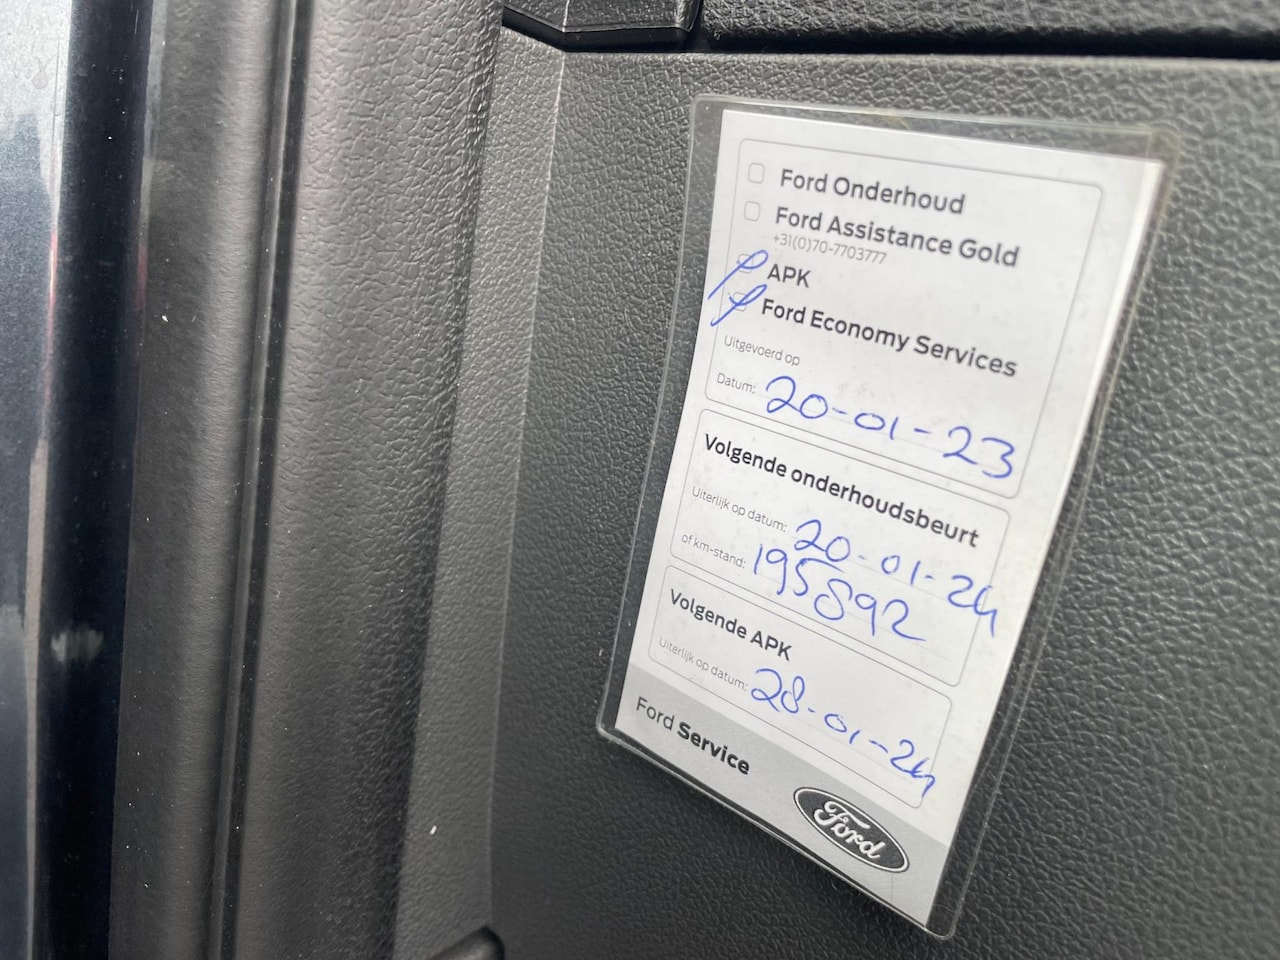 Ford Onderhoud
Ford Assistance Gold
+31(0)70-7703777
APK
Ford Economy Services
Uitgevoerd op
Datum: 20-01-23
Volgende onderhoudsbeurt
Uiterlijk op datum: 20-01-24
of km-stand: 195892
Volgende APK
Uiterlijk op datum: 28-01-24
Ford Service
Ford